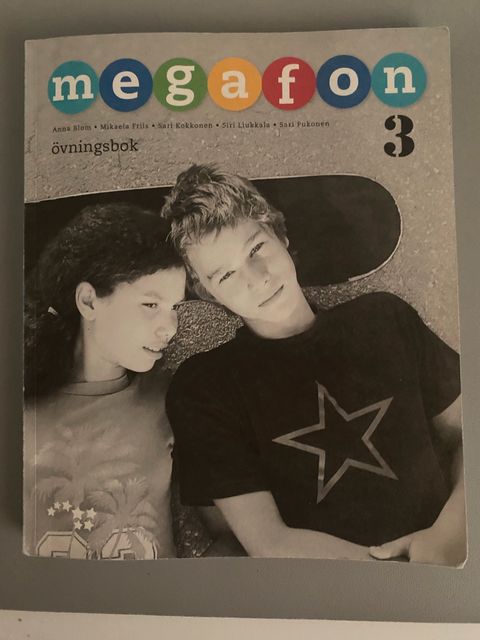 megafon
Anna Blom • Mikaela Friis • Sari Kokkonen • Siri Liukkala • Sari Pukonen
övningsbok
3